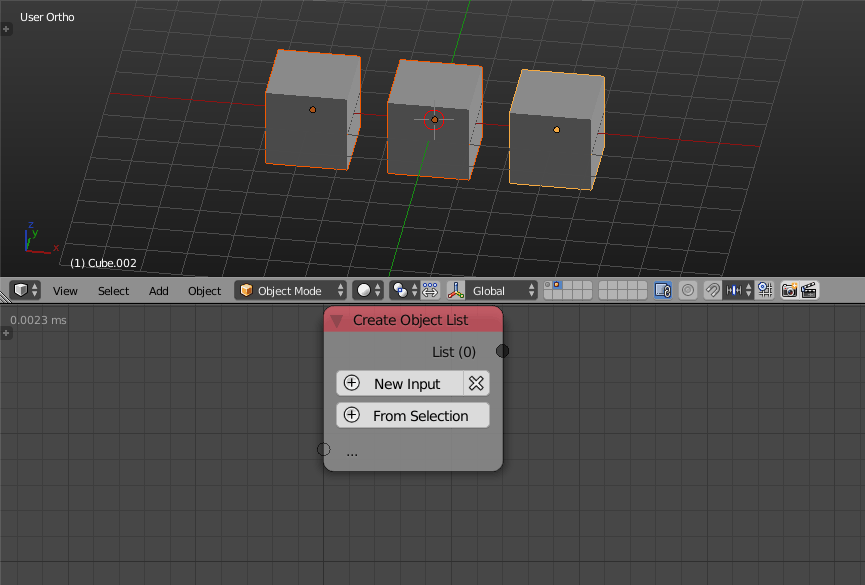 User Ortho
z
y
x
(1) Cube.002
View Select Add Object Object Mode Global
0.0023 ms
Create Object List
List (0)
New Input
From Selection
...